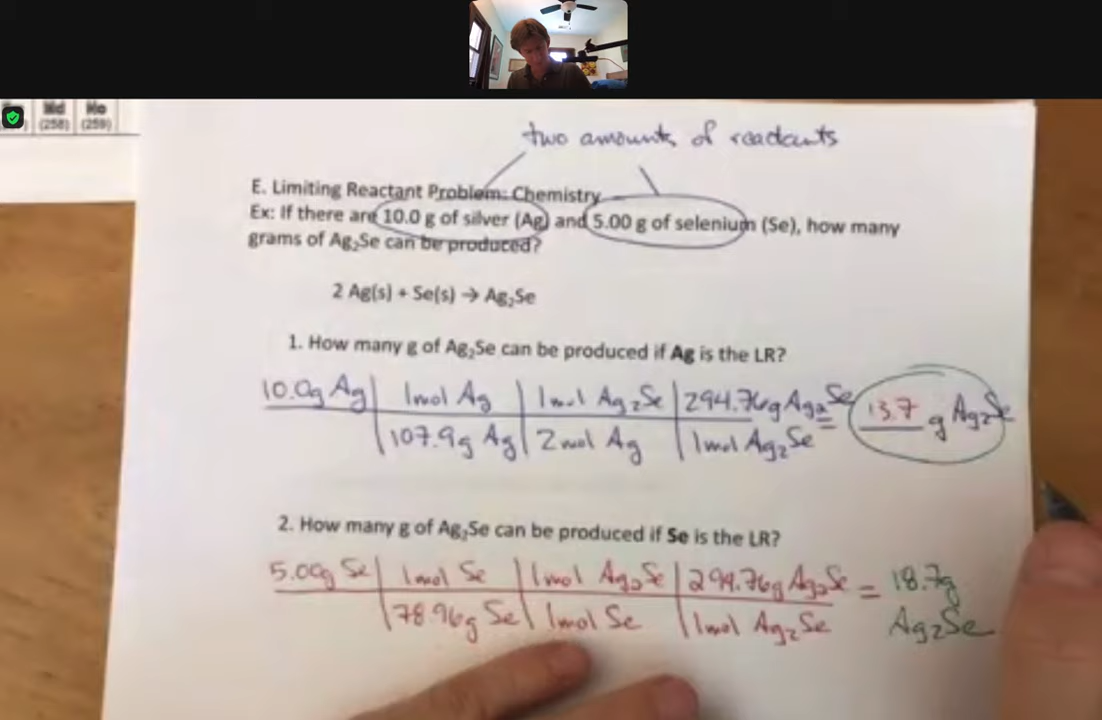 Md No
(258) (259)
two amounts of reactants
E. Limiting Reactant Problem: Chemistry
Ex: If there are 10.0 g of silver (Ag) and 5.00 g of selenium (Se), how many
grams of Ag₂Se can be produced?
2 Ag(s) + Se(s) → Ag₂Se
1. How many g of Ag₂Se can be produced if Ag is the LR?
10.0g Ag | 1mol Ag | 1mol Ag₂Se | 294.76g Ag₂Se = 13.7 g Ag₂Se
107.9g Ag | 2mol Ag | 1mol Ag₂Se
2. How many g of Ag₂Se can be produced if Se is the LR?
5.00g Se | 1mol Se | 1mol Ag₂Se | 294.76g Ag₂Se = 18.7g
78.96g Se | 1mol Se | 1mol Ag₂Se Ag₂Se